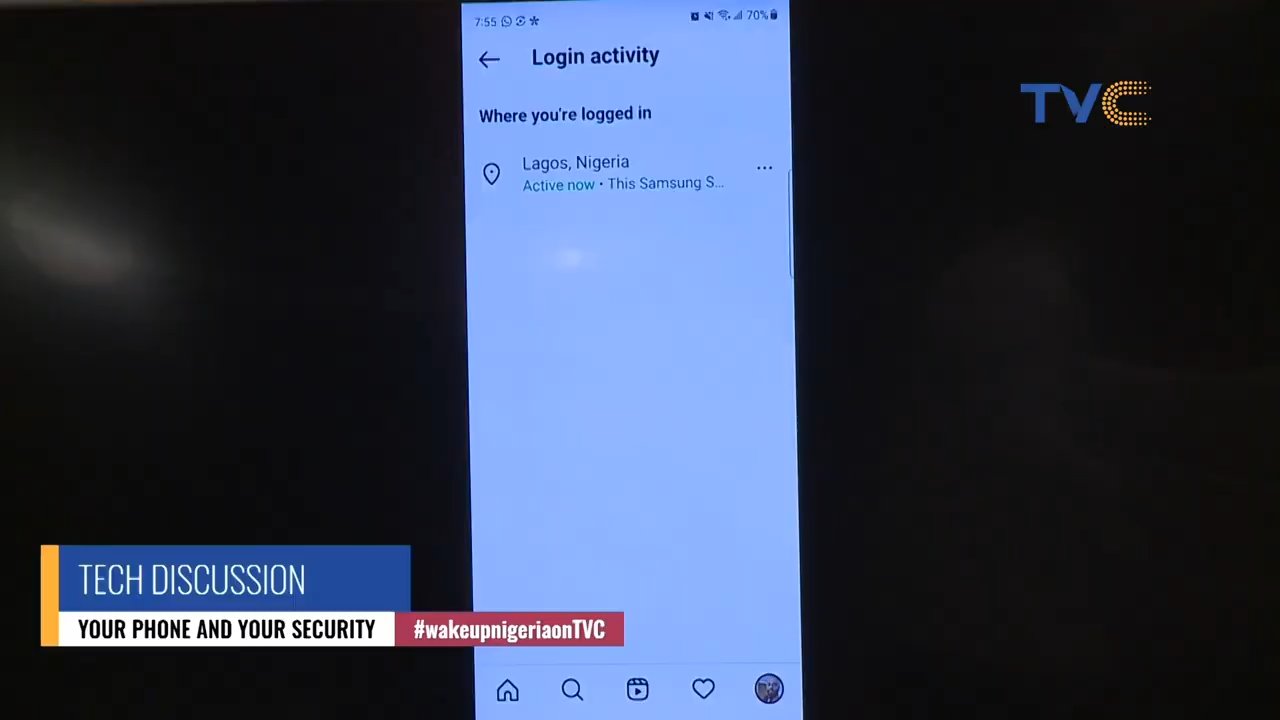 7:55
70%
Login activity
TVC
Where you're logged in
Lagos, Nigeria
Active now • This Samsung S...
TECH DISCUSSION
YOUR PHONE AND YOUR SECURITY
#wakeupnigeriaonTVC